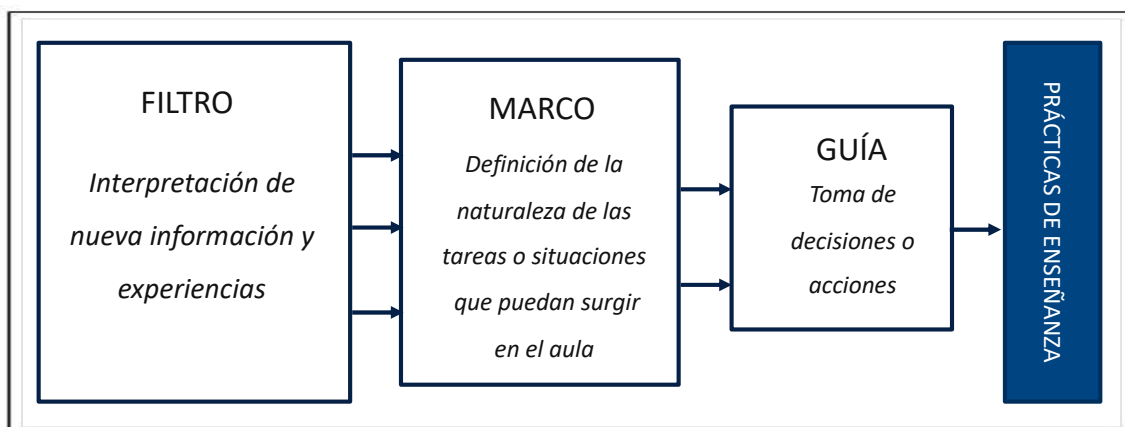 FILTRO
Interpretación de
nueva información y
experiencias
MARCO
Definición de la
naturaleza de las
tareas o situaciones
que puedan surgir
en el aula
GUÍA
Toma de
decisiones o
acciones
PRÁCTICAS DE ENSEÑANZA